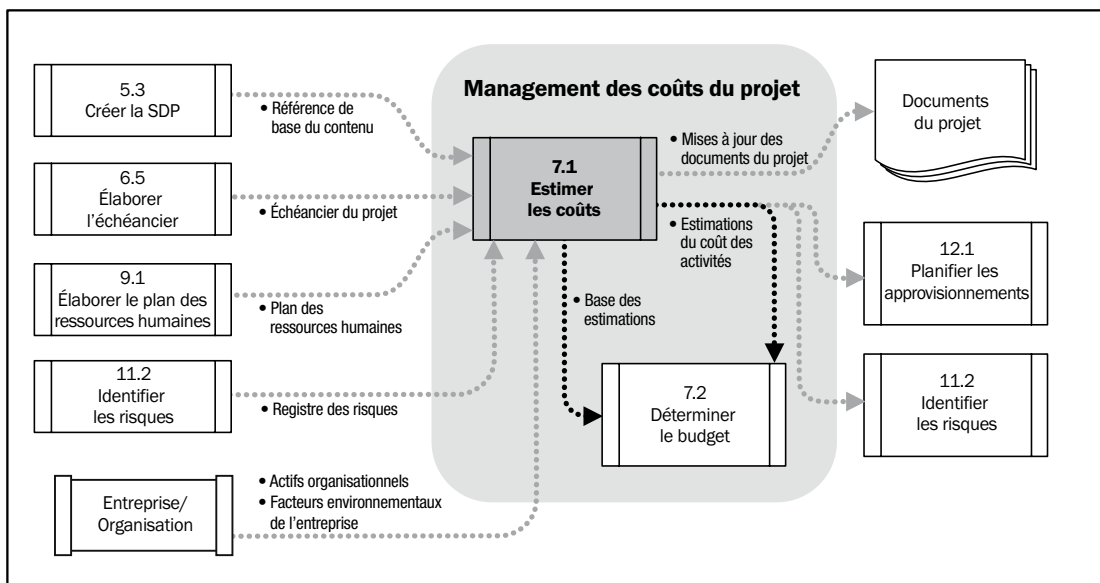 Management des coûts du projet
5.3
Créer la SDP
• Référence de
base du contenu
6.5
Élaborer
l’échéancier
• Échéancier du projet
9.1
Élaborer le plan des
ressources humaines
• Plan des
ressources humaines
11.2
Identifier
les risques
• Registre des risques
Entreprise/
Organisation
• Actifs organisationnels
• Facteurs environnementaux
de l’entreprise
7.1
Estimer
les coûts
• Mises à jour des
documents du projet
• Estimations
du coût des
activités
• Base des
estimations
7.2
Déterminer
le budget
Documents
du projet
12.1
Planifier les
approvisionnements
11.2
Identifier
les risques